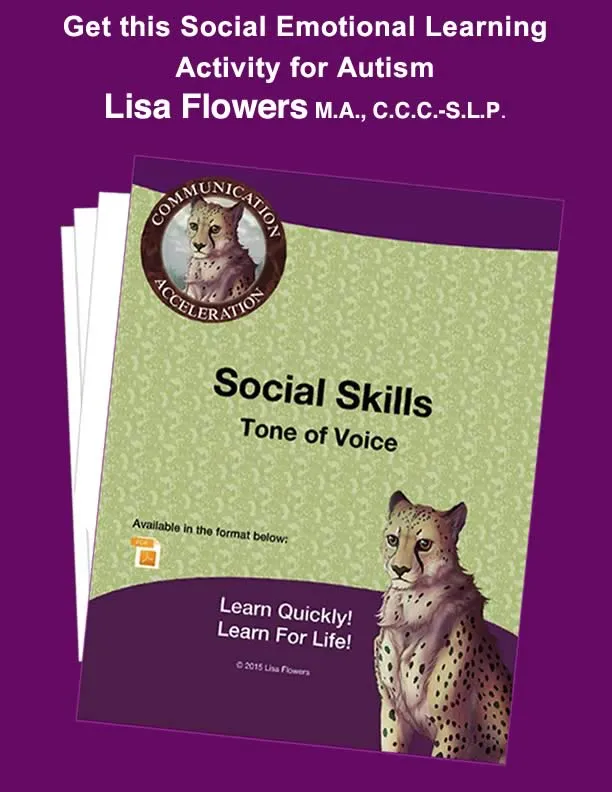 Get this Social Emotional Learning
Activity for Autism
Lisa Flowers M.A., C.C.C.-S.L.P.
COMMUNICATION
ACCELERATION
Social Skills
Tone of Voice
Available in the format below:
PDF
Learn Quickly!
Learn For Life!
© 2015 Lisa Flowers